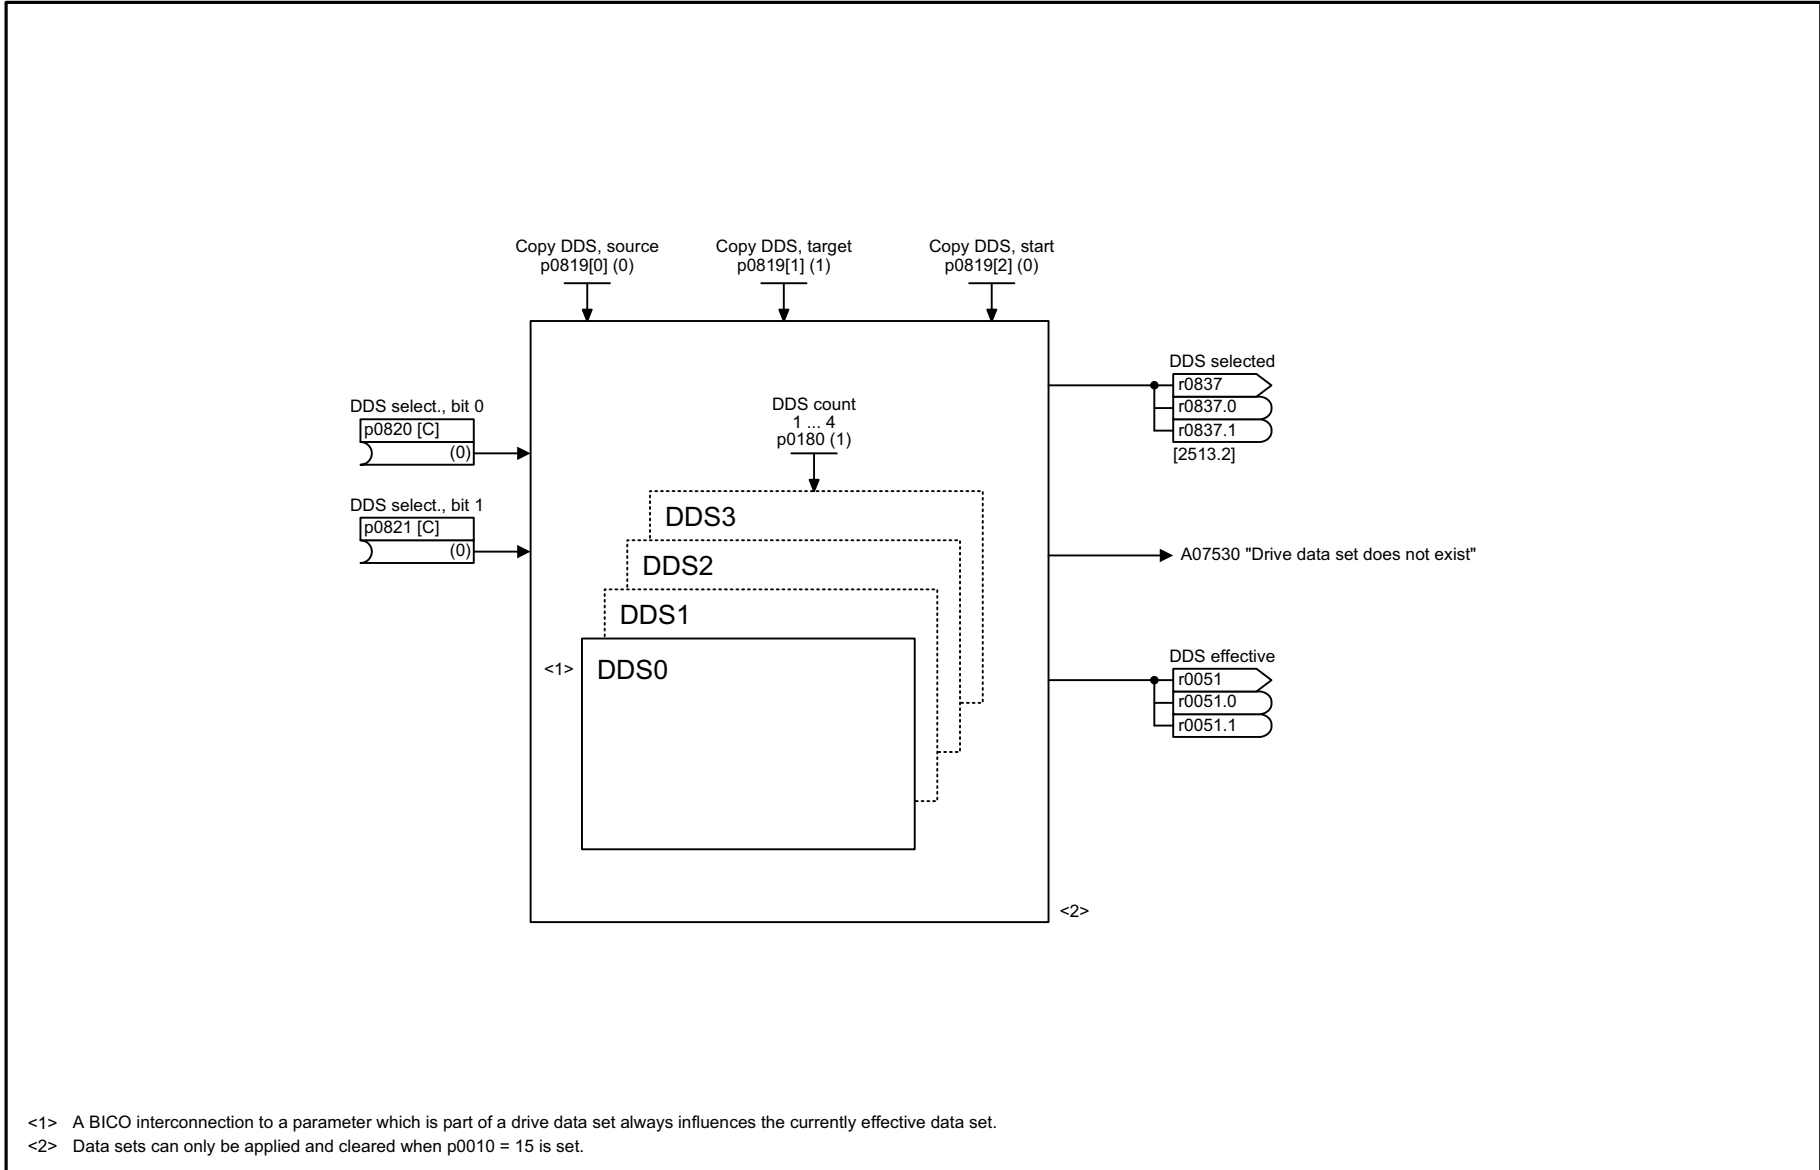 Copy DDS, source
p0819[0] (0)
Copy DDS, target
p0819[1] (1)
Copy DDS, start
p0819[2] (0)
DDS select., bit 0
p0820 [C]
(0)
DDS select., bit 1
p0821 [C]
(0)
DDS count
1 ... 4
p0180 (1)
DDS3
DDS2
DDS1
<1>
DDS0
<2>
DDS selected
r0837
r0837.0
r0837.1
[2513.2]
A07530 "Drive data set does not exist"
DDS effective
r0051
r0051.0
r0051.1
<1> A BICO interconnection to a parameter which is part of a drive data set always influences the currently effective data set.
<2> Data sets can only be applied and cleared when p0010 = 15 is set.